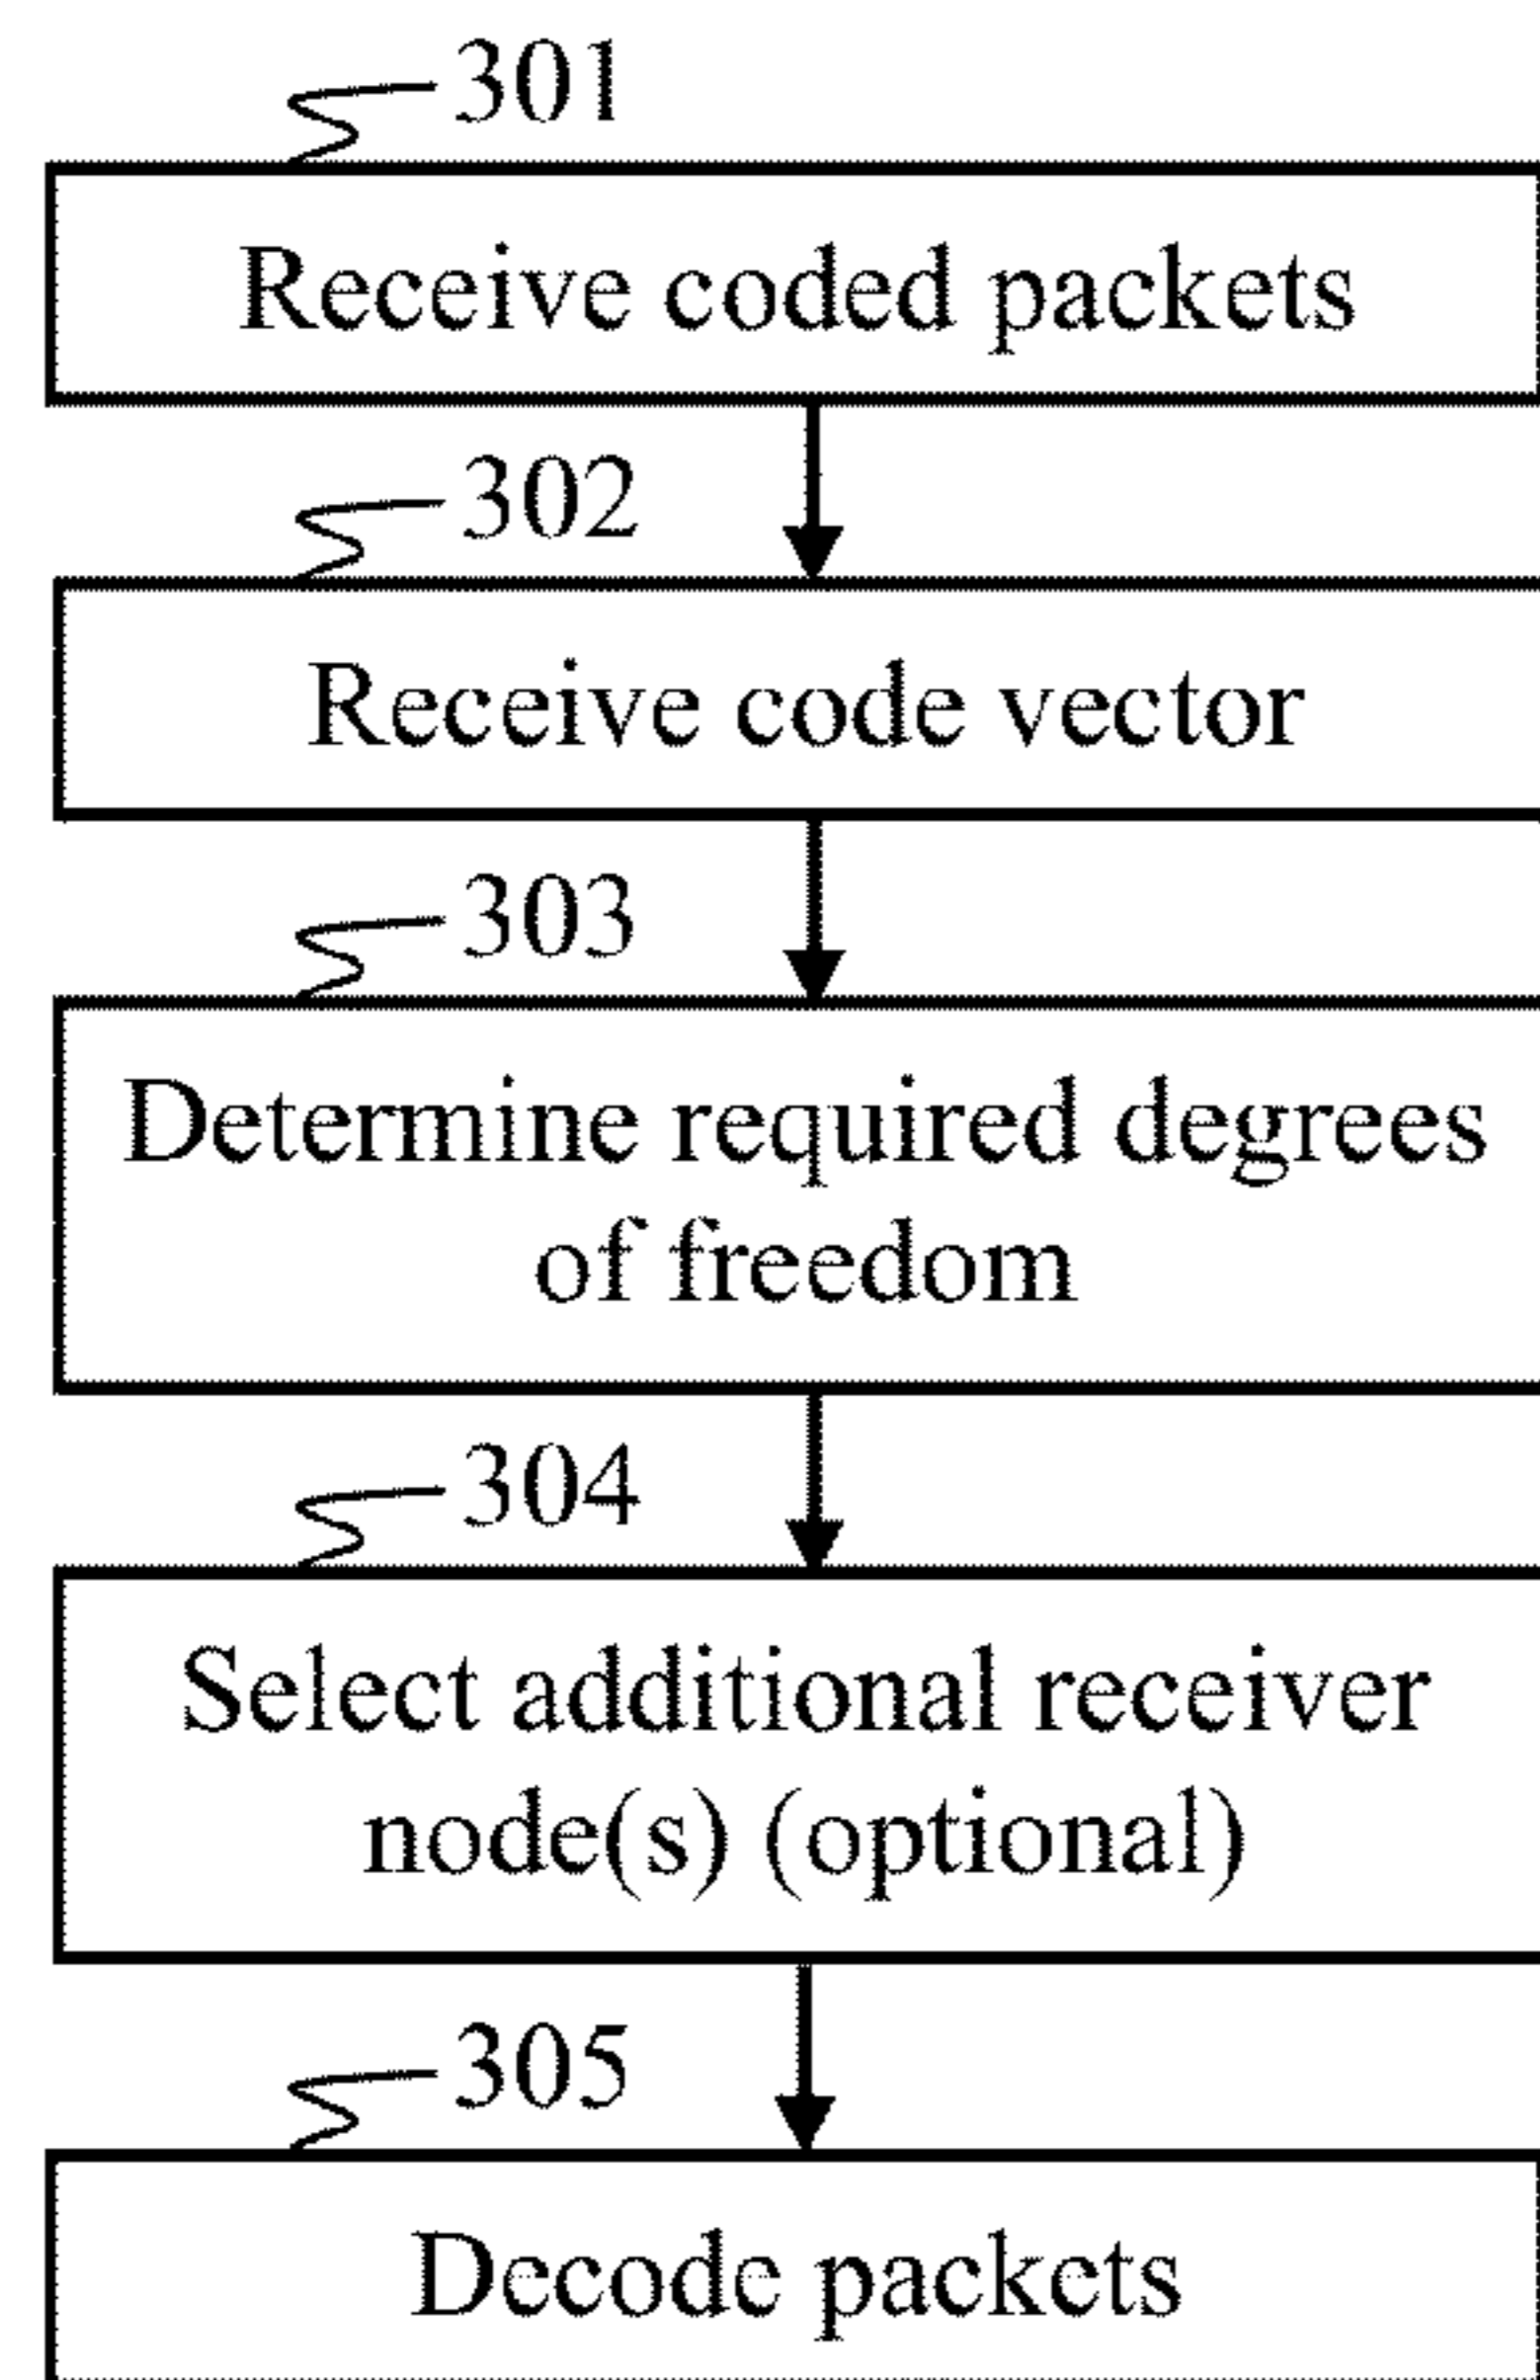 301
Receive coded packets
302
Receive code vector
303
Determine required degrees
of freedom
304
Select additional receiver
node(s) (optional)
305
Decode packets